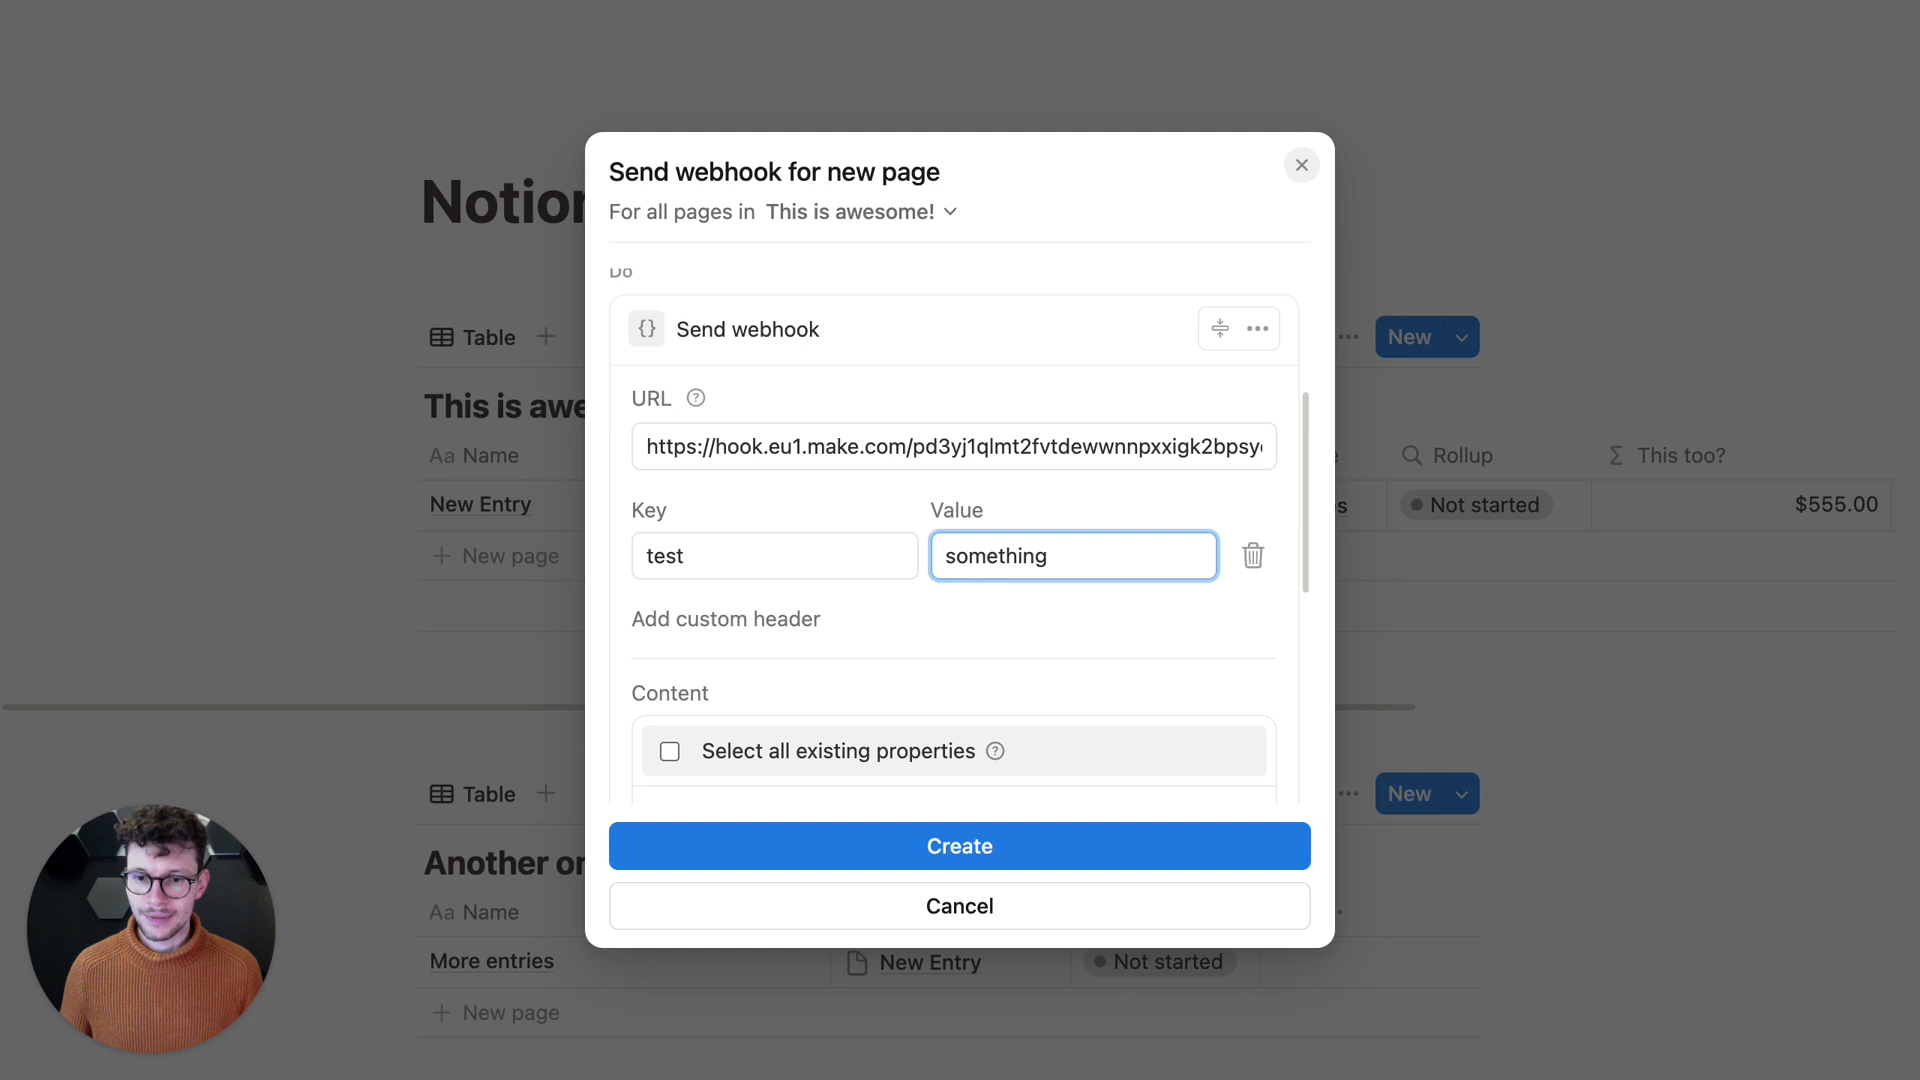 Send webhook for new page
For all pages in This is awesome!
Do
{} Send webhook
URL
https://hook.eu1.make.com/pd3yj1qlmt2fvtdewwnnpxxigk2bpsy
Key Value
test something
Add custom header
Content
Select all existing properties
Create
Cancel
Notion
Table
New
This is awe
Aa Name
Rollup
Σ This too?
New Entry
s
Not started
$555.00
+ New page
Table
New
Another or
Aa Name
More entries
New Entry
Not started
+ New page